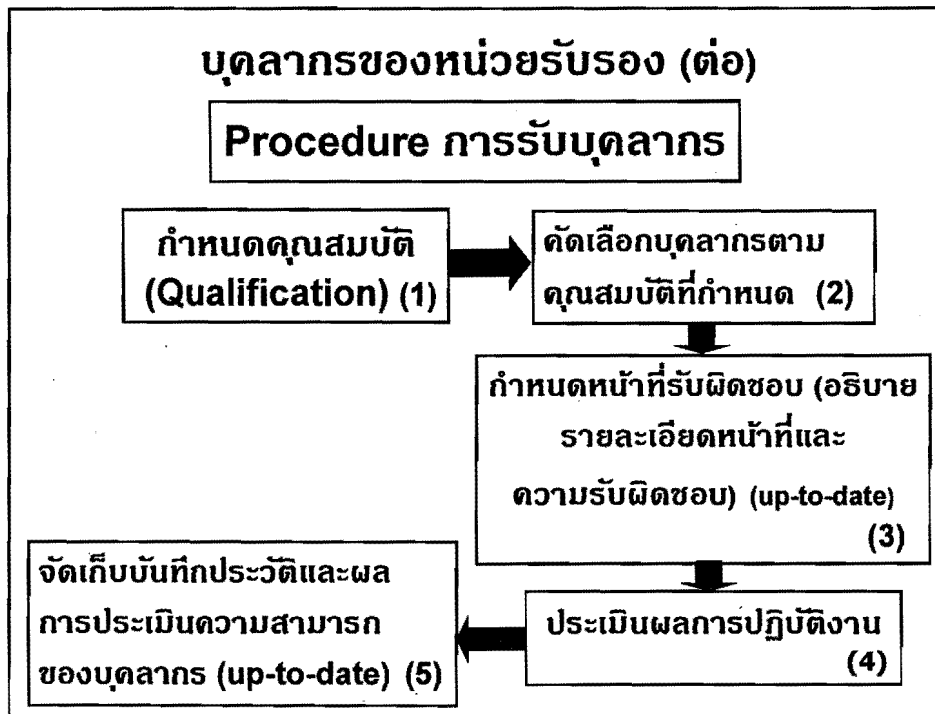 บุคลากรของหน่วยรับรอง (ต่อ)
Procedure การรับบุคลากร
กำหนดคุณสมบัติ
(Qualification) (1)
คัดเลือกบุคลากรตาม
คุณสมบัติที่กำหนด (2)
กำหนดหน้าที่รับผิดชอบ (อธิบาย
รายละเอียดหน้าที่และ
ความรับผิดชอบ) (up-to-date)
(3)
ประเมินผลการปฏิบัติงาน
(4)
จัดเก็บบันทึกประวัติและผล
การประเมินความสามารถ
ของบุคลากร (up-to-date) (5)